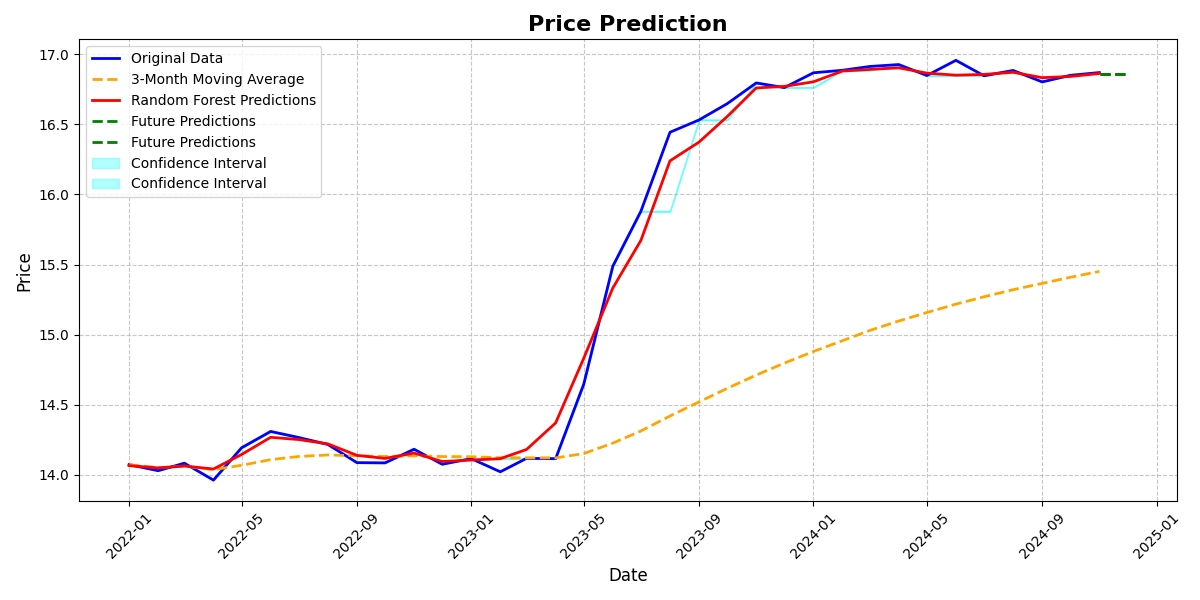 Price Prediction
Original Data
3-Month Moving Average
Random Forest Predictions
Future Predictions
Future Predictions
Confidence Interval
Confidence Interval
Price
17.0
16.5
16.0
15.5
15.0
14.5
14.0
2022-01
2022-05
2022-09
2023-01
2023-05
2023-09
2024-01
2024-05
2024-09
2025-01
Date